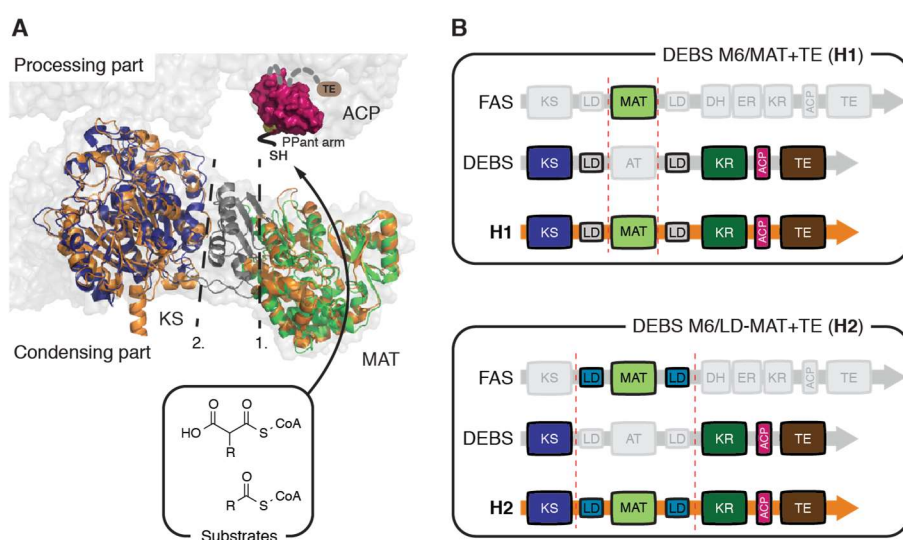 A
Processing part
TE
ACP
PPant arm
SH
KS
Condensing part
2.
1.
MAT
O O
HO S CoA
R
O
R S CoA
Substrates
B
DEBS M6/MAT+TE (H1)
FAS KS LD MAT LD DH ER KR ACP TE
DEBS KS LD AT LD KR ACP TE
H1 KS LD MAT LD KR ACP TE
DEBS M6/LD-MAT+TE (H2)
FAS KS LD MAT LD DH ER KR ACP TE
DEBS KS LD AT LD KR ACP TE
H2 KS LD MAT LD KR ACP TE